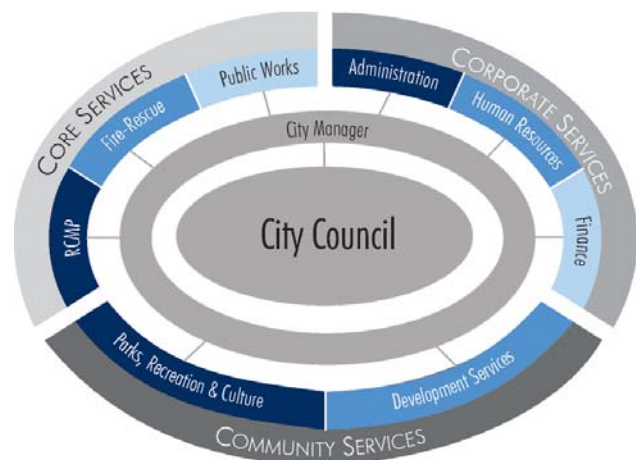 CORE SERVICES
RCMP
Fire-Rescue
Public Works
CORPORATE SERVICES
Administration
Human Resources
Finance
City Manager
City Council
Parks, Recreation & Culture
Development Services
COMMUNITY SERVICES